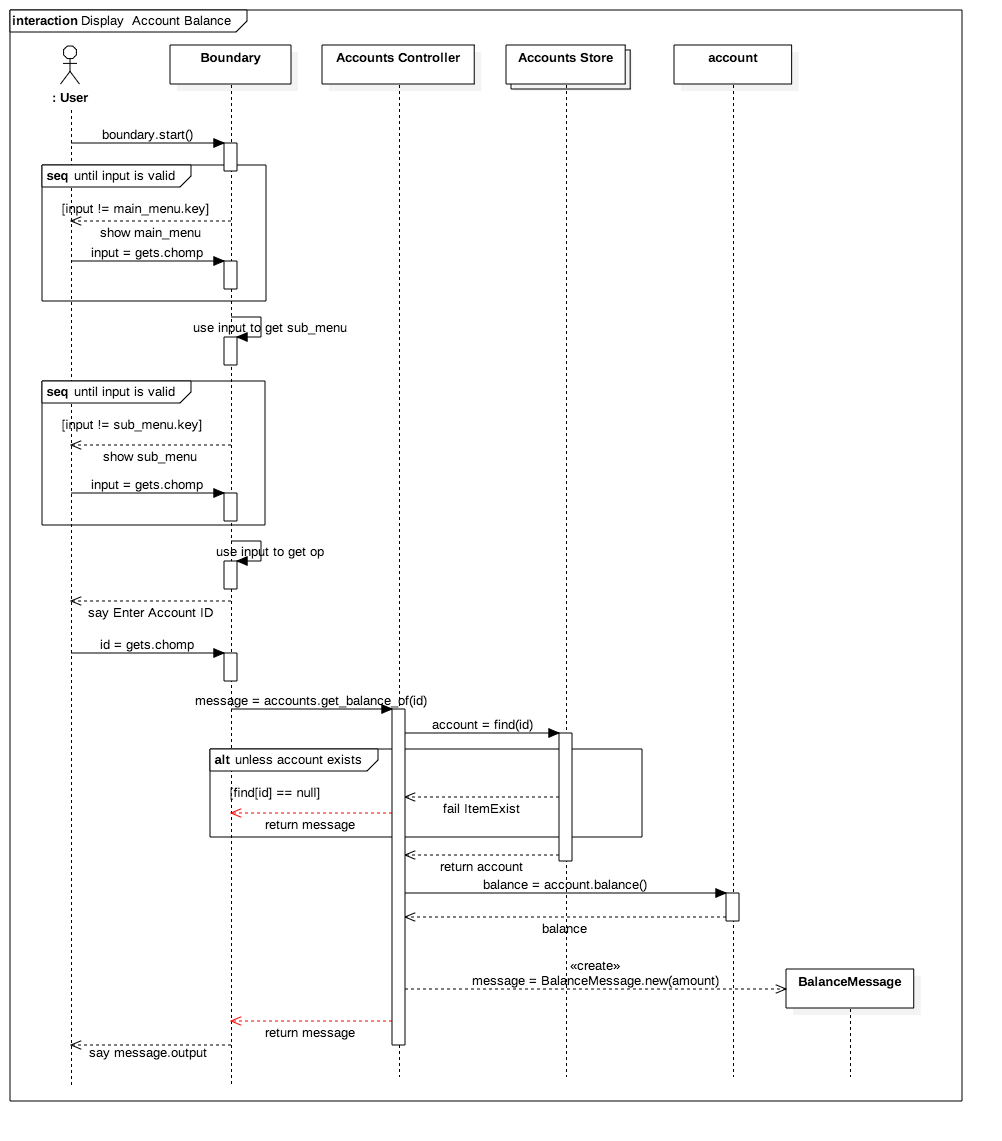 interaction Display Account Balance
: User
Boundary
Accounts Controller
Accounts Store
account
boundary.start()
seq until input is valid
[input != main_menu.key]
show main_menu
input = gets.chomp
use input to get sub_menu
seq until input is valid
[input != sub_menu.key]
show sub_menu
input = gets.chomp
use input to get op
say Enter Account ID
id = gets.chomp
message = accounts.get_balance_of(id)
account = find(id)
alt unless account exists
[find[id] == null]
fail ItemExist
return message
return account
balance = account.balance()
balance
«create»
message = BalanceMessage.new(amount)
BalanceMessage
return message
say message.output